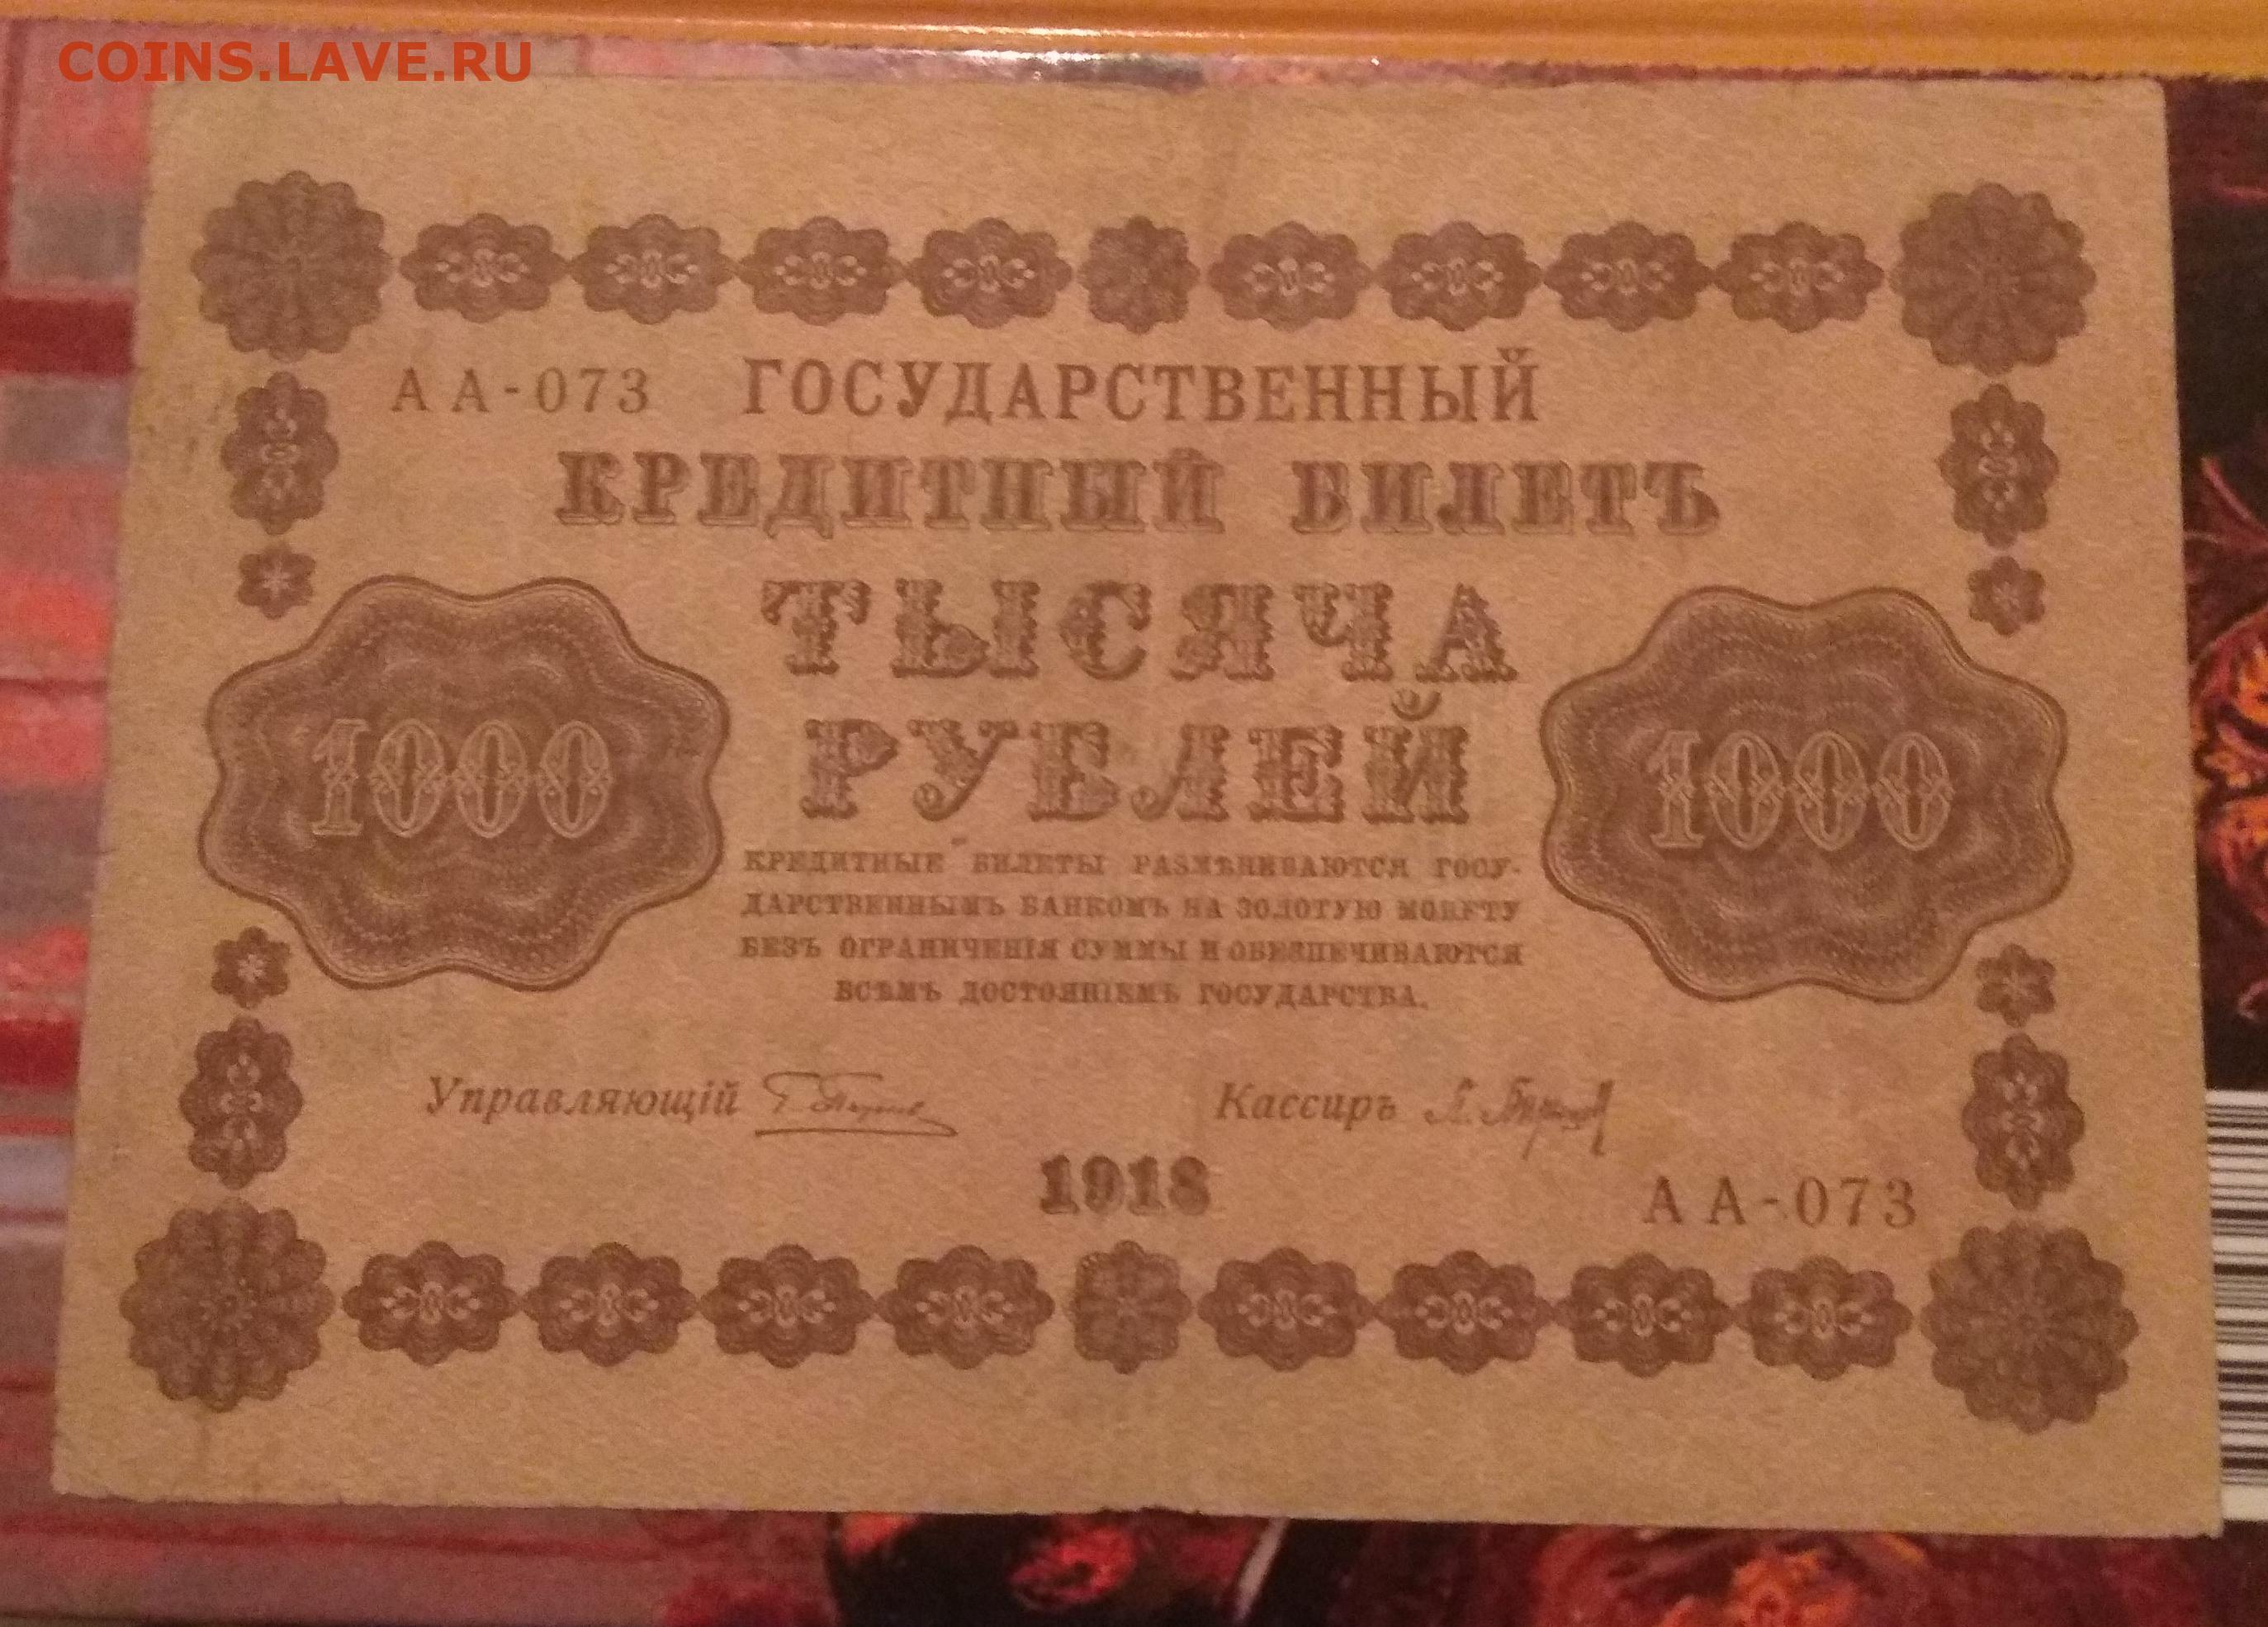 COINS.LAVE.RU
АА-073 ГОСУДАРСТВЕННЫЙ
КРЕДИТНЫЙ БИЛЕТЪ
ТЫСЯЧА
РУБЛЕЙ
1000 1000
КРЕДИТНЫЕ БИЛЕТЫ РАЗМѢНИВАЮТСЯ ГОСУ-
ДАРСТВЕННЫМЪ БАНКОМЪ НА ЗОЛОТУЮ МОНЕТУ
БЕЗЪ ОГРАНИЧЕНІЯ СУММЫ И ОБЕЗПЕЧИВАЮТСЯ
ВСѢМЪ ДОСТОЯНІЕМЪ ГОСУДАРСТВА.
Управляющій Кассиръ
1918
АА-073